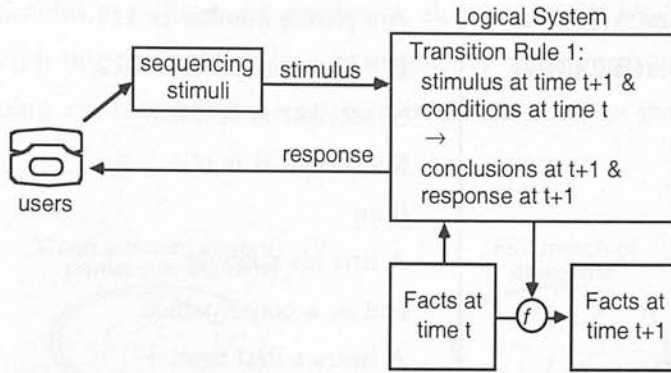 Logical System
sequencing
stimuli
stimulus
Transition Rule 1:
stimulus at time t+1 &
conditions at time t
→
conclusions at t+1 &
response at t+1
response
users
Facts at
time t
f
Facts at
time t+1